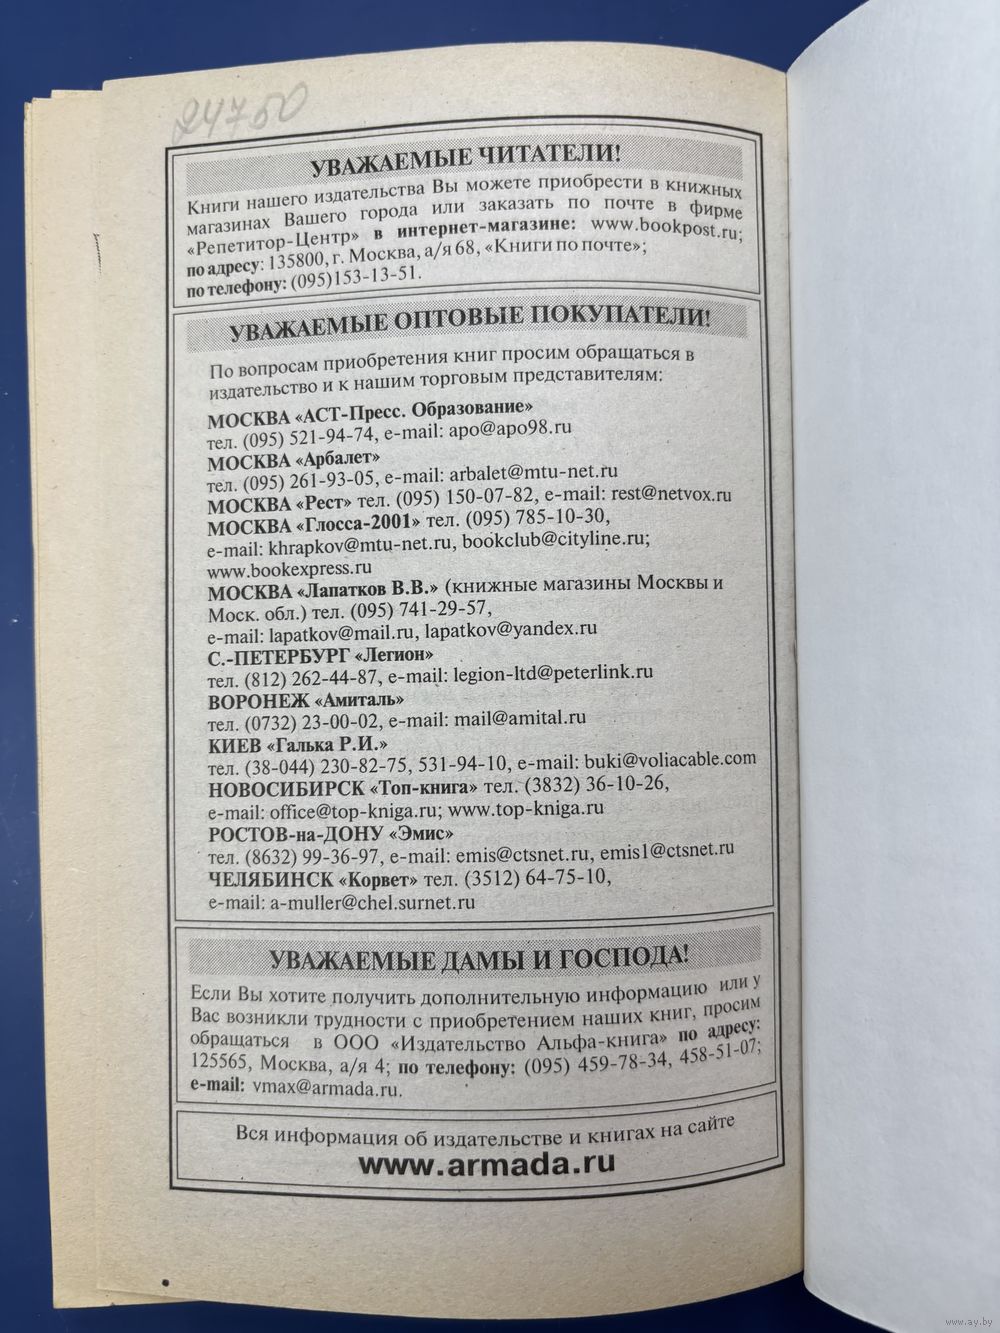 24750
УВАЖАЕМЫЕ ЧИТАТЕЛИ!
Книги нашего издательства Вы можете приобрести в книжных
магазинах Вашего города или заказать по почте в фирме
«Репетитор-Центр» в интернет-магазине: www.bookpost.ru;
по адресу: 135800, г. Москва, а/я 68, «Книги по почте»;
по телефону: (095)153-13-51.
УВАЖАЕМЫЕ ОПТОВЫЕ ПОКУПАТЕЛИ!
По вопросам приобретения книг просим обращаться в
издательство и к нашим торговым представителям:
МОСКВА «АСТ-Пресс. Образование»
тел. (095) 521-94-74, e-mail: apo@apo98.ru
МОСКВА «Арбалет»
тел. (095) 261-93-05, e-mail: arbalet@mtu-net.ru
МОСКВА «Рест» тел. (095) 150-07-82, e-mail: rest@netvox.ru
МОСКВА «Глосса-2001» тел. (095) 785-10-30,
e-mail: khrapkov@mtu-net.ru, bookclub@cityline.ru;
www.bookexpress.ru
МОСКВА «Лапатков В.В.» (книжные магазины Москвы и
Моск. обл.) тел. (095) 741-29-57,
e-mail: lapatkov@mail.ru, lapatkov@yandex.ru
С.-ПЕТЕРБУРГ «Легион»
тел. (812) 262-44-87, e-mail: legion-ltd@peterlink.ru
ВОРОНЕЖ «Амиталь»
тел. (0732) 23-00-02, e-mail: mail@amital.ru
КИЕВ «Галька Р.И.»
тел. (38-044) 230-82-75, 531-94-10, e-mail: buki@voliacable.com
НОВОСИБИРСК «Топ-книга» тел. (3832) 36-10-26,
e-mail: office@top-kniga.ru; www.top-kniga.ru
РОСТОВ-на-ДОНУ «Эмис»
тел. (8632) 99-36-97, e-mail: emis@ctsnet.ru, emis1@ctsnet.ru
ЧЕЛЯБИНСК «Корвет» тел. (3512) 64-75-10,
e-mail: a-muller@chel.surnet.ru
УВАЖАЕМЫЕ ДАМЫ И ГОСПОДА!
Если Вы хотите получить дополнительную информацию или у
Вас возникли трудности с приобретением наших книг, просим
обращаться в ООО «Издательство Альфа-книга» по адресу:
125565, Москва, а/я 4; по телефону: (095) 459-78-34, 458-51-07;
e-mail: vmax@armada.ru.
Вся информация об издательстве и книгах на сайте
www.armada.ru
www.ay.by